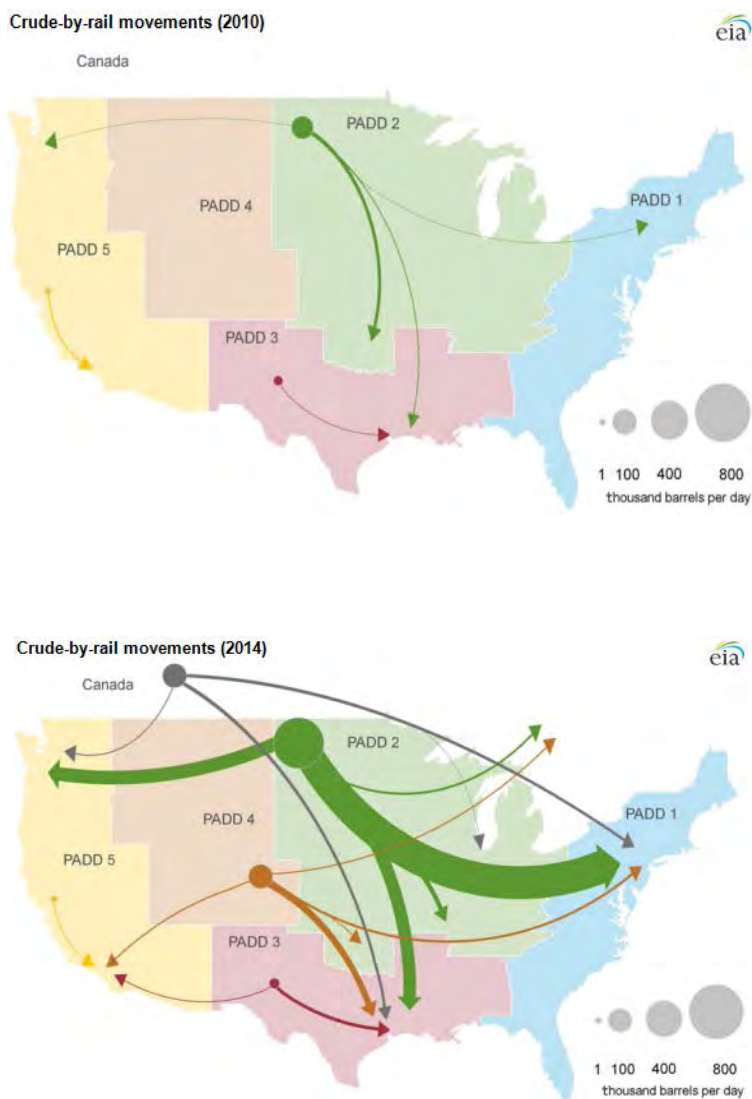 Crude-by-rail movements (2010)
eia
Canada
PADD 2
PADD 1
PADD 4
PADD 5
PADD 3
1 100 400 800
thousand barrels per day
Crude-by-rail movements (2014)
eia
Canada
PADD 2
PADD 1
PADD 4
PADD 5
PADD 3
1 100 400 800
thousand barrels per day